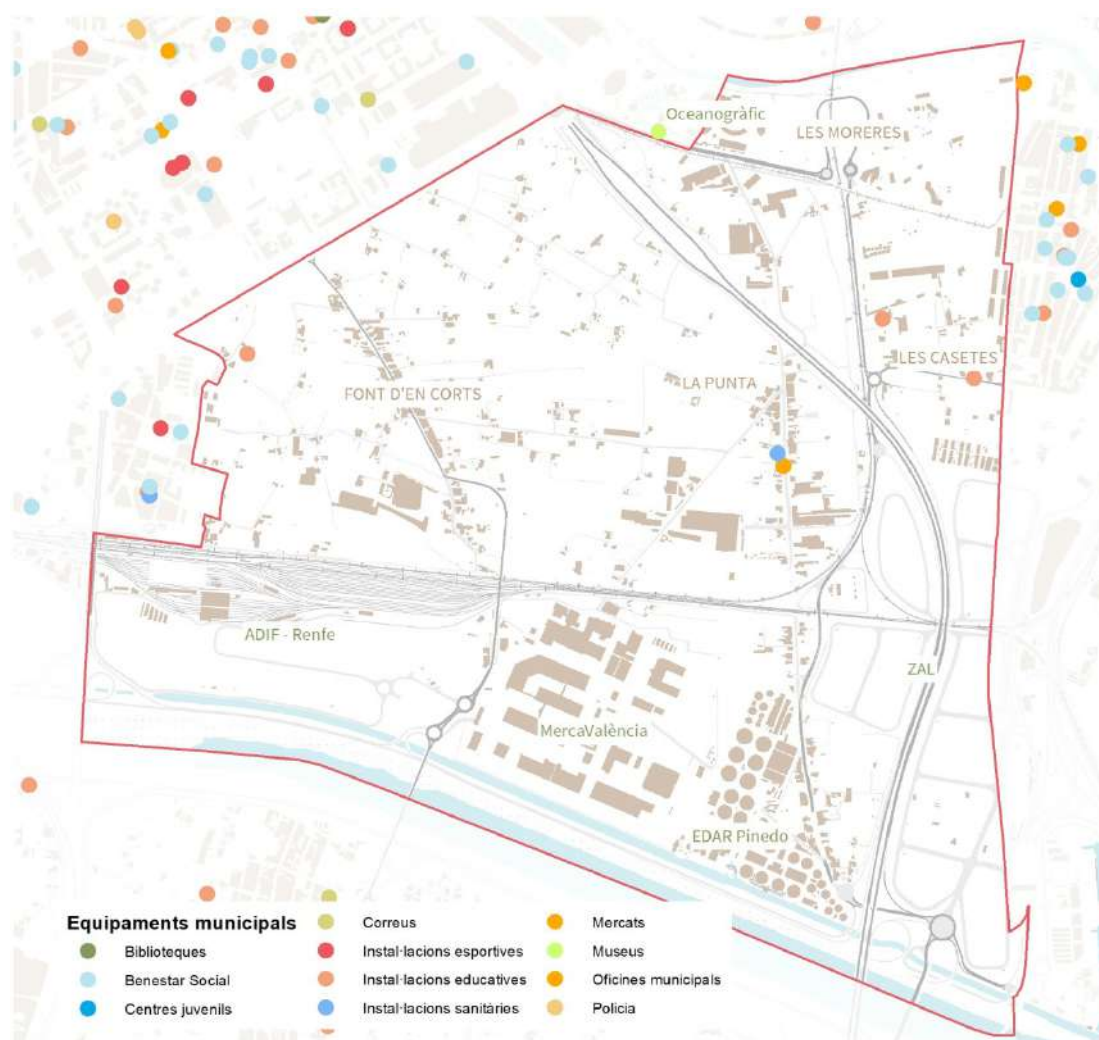 Oceanogràfic
LES MORERES
LES CASETES
LA PUNTA
FONT D'EN CORTS
ADIF - Renfe
ZAL
MercaValència
EDAR Pinedo
Equipaments municipals
Biblioteques
Benestar Social
Centres juvenils
Correus
Instal·lacions esportives
Instal·lacions educatives
Instal·lacions sanitàries
Mercats
Museus
Oficines municipals
Policia